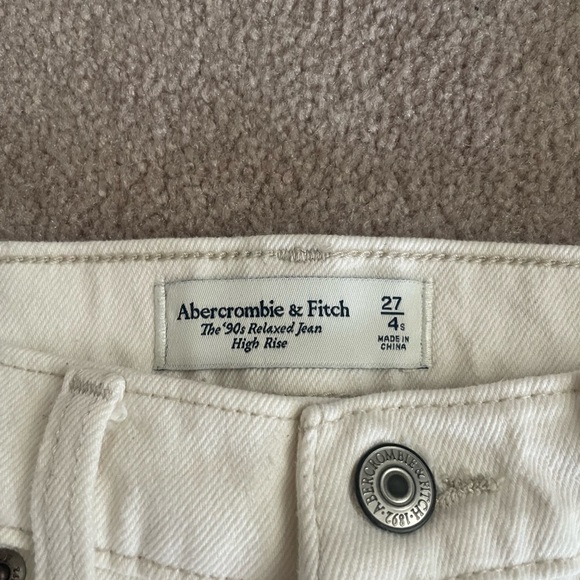 Abercrombie & Fitch
The '90s Relaxed Jean
High Rise
27
4S
MADE IN
CHINA
ABERCROMBIE & FITCH • 1892 •